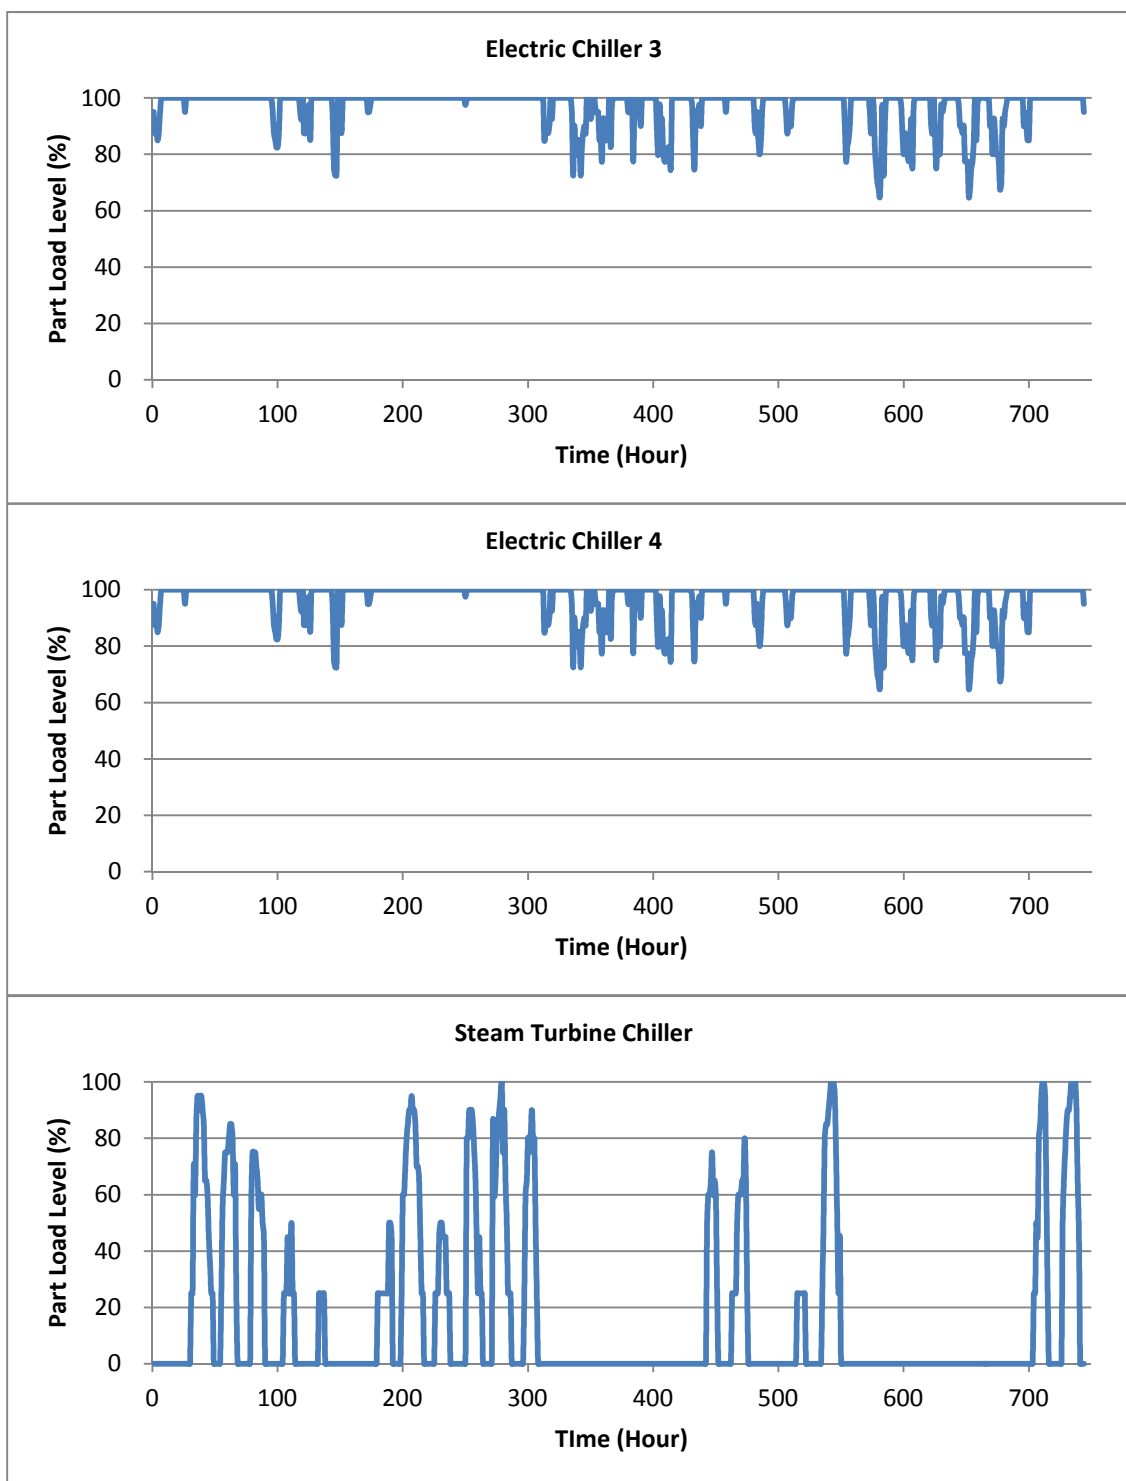 Electric Chiller 3
Part Load Level (%)
100
80
60
40
20
0
0 100 200 300 400 500 600 700
Time (Hour)
Electric Chiller 4
Part Load Level (%)
100
80
60
40
20
0
0 100 200 300 400 500 600 700
Time (Hour)
Steam Turbine Chiller
Part Load Level (%)
100
80
60
40
20
0
0 100 200 300 400 500 600 700
TIme (Hour)